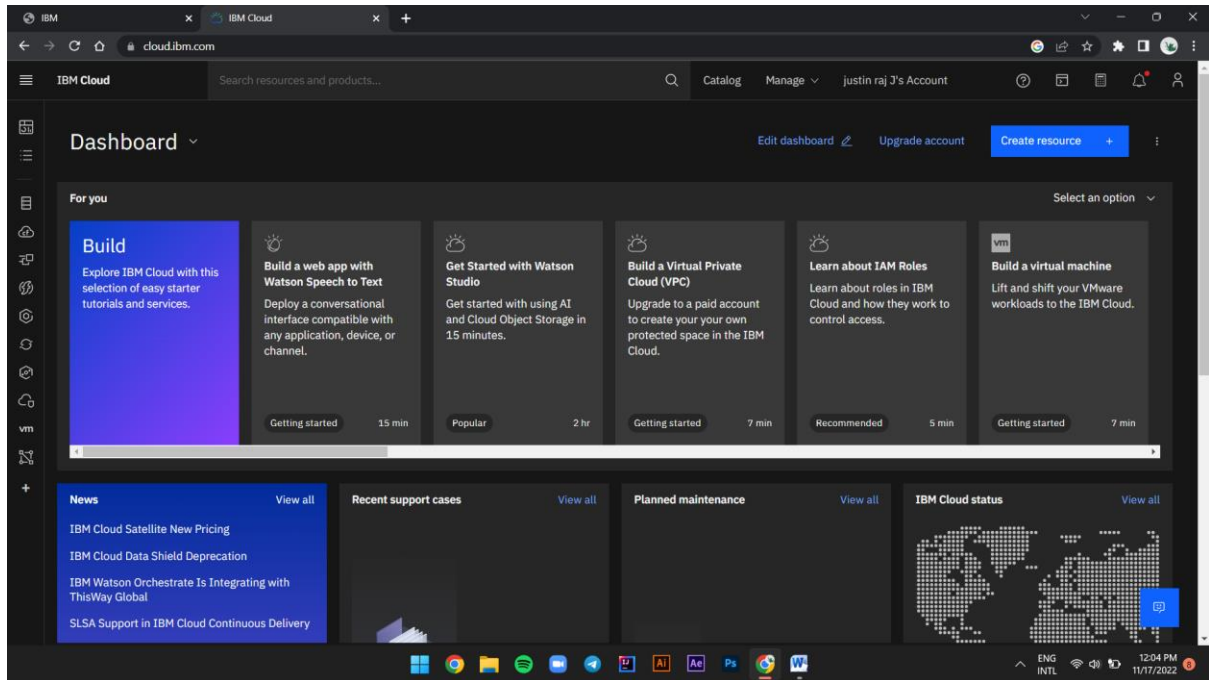 IBM
IBM Cloud
cloud.ibm.com
IBM Cloud
Search resources and products...
Catalog
Manage
justin raj J's Account
Dashboard
Edit dashboard
Upgrade account
Create resource +
For you
Select an option
Build
Explore IBM Cloud with this
selection of easy starter
tutorials and services.
Build a web app with
Watson Speech to Text
Deploy a conversational
interface compatible with
any application, device, or
channel.
Getting started 15 min
Get Started with Watson
Studio
Get started with using AI
and Cloud Object Storage in
15 minutes.
Popular 2 hr
Build a Virtual Private
Cloud (VPC)
Upgrade to a paid account
to create your your own
protected space in the IBM
Cloud.
Getting started 7 min
Learn about IAM Roles
Learn about roles in IBM
Cloud and how they work to
control access.
Recommended 5 min
vm
Build a virtual machine
Lift and shift your VMware
workloads to the IBM Cloud.
Getting started 7 min
vm
News View all
IBM Cloud Satellite New Pricing
IBM Cloud Data Shield Deprecation
IBM Watson Orchestrate Is Integrating with
ThisWay Global
SLSA Support in IBM Cloud Continuous Delivery
Recent support cases View all
Planned maintenance View all
IBM Cloud status View all
Ai
Ae
Ps
W
ENG
INTL
12:04 PM
11/17/2022
8